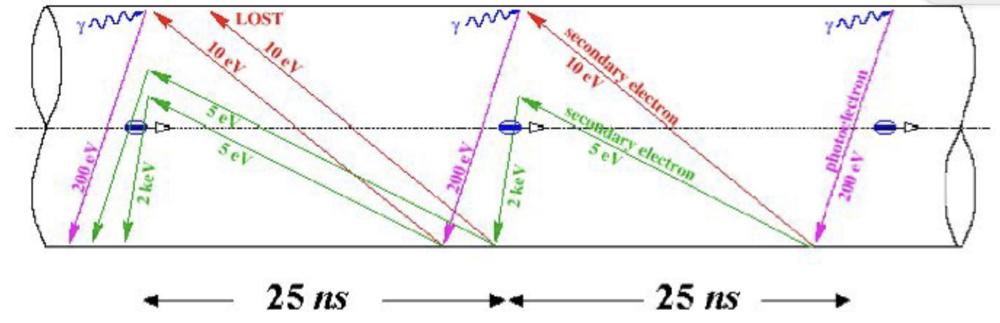 γ
LOST
γ
γ
10 eV
10 eV
secondary electron
10 eV
5 eV
5 eV
secundary electron
5 eV
photoelectron
200 eV
200 eV
2 keV
200 eV
2 keV
25 ns
25 ns